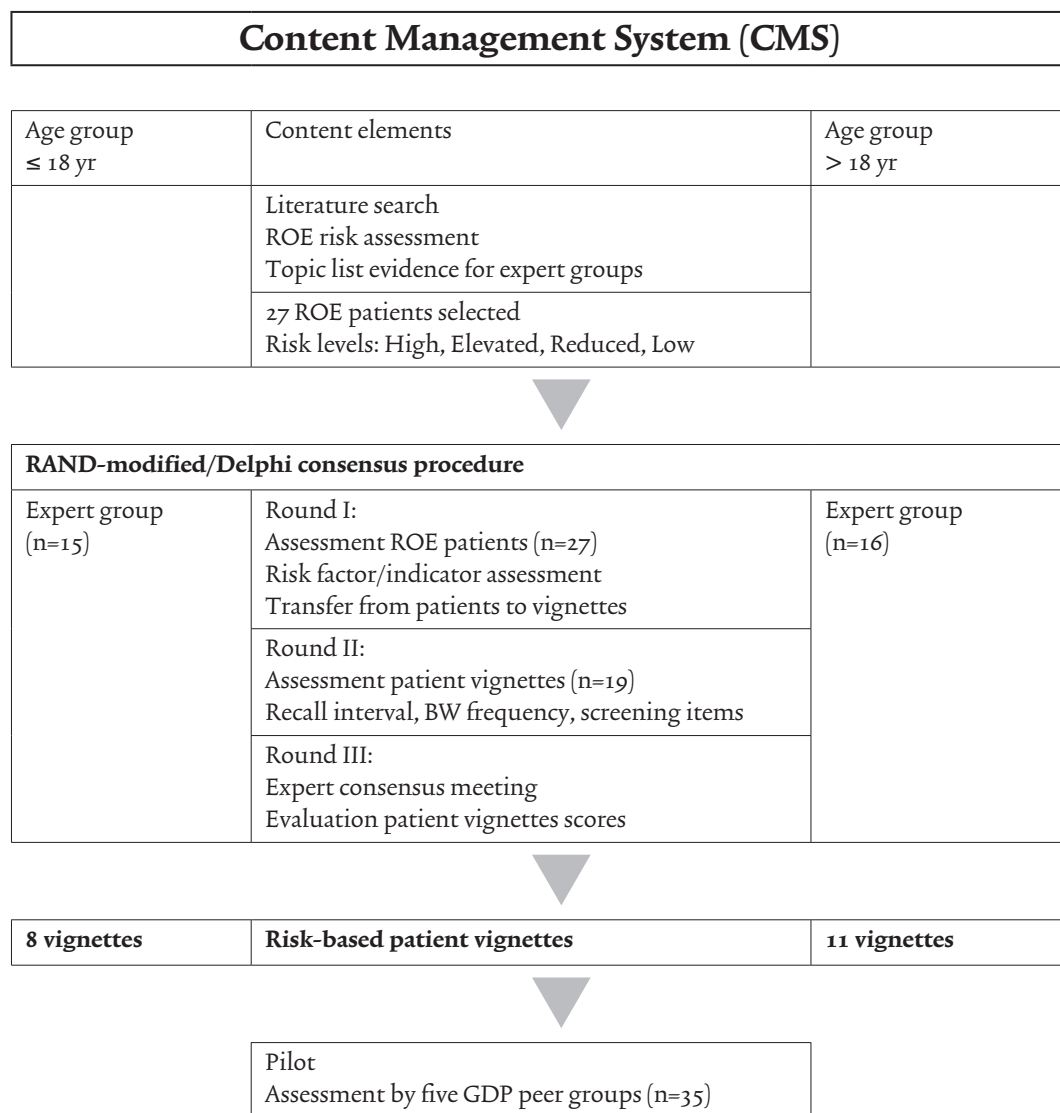 Content Management System (CMS)
Age group
≤ 18 yr
Content elements
Age group
> 18 yr
Literature search
ROE risk assessment
Topic list evidence for expert groups
27 ROE patients selected
Risk levels: High, Elevated, Reduced, Low
RAND-modified/Delphi consensus procedure
Expert group
(n=15)
Round I:
Assessment ROE patients (n=27)
Risk factor/indicator assessment
Transfer from patients to vignettes
Expert group
(n=16)
Round II:
Assessment patient vignettes (n=19)
Recall interval, BW frequency, screening items
Round III:
Expert consensus meeting
Evaluation patient vignettes scores
8 vignettes
Risk-based patient vignettes
11 vignettes
Pilot
Assessment by five GDP peer groups (n=35)